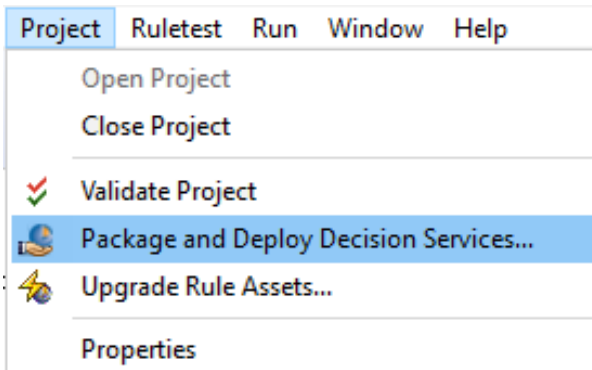 Project Ruletest Run Window Help
Open Project
Close Project
Validate Project
Package and Deploy Decision Services...
Upgrade Rule Assets...
Properties